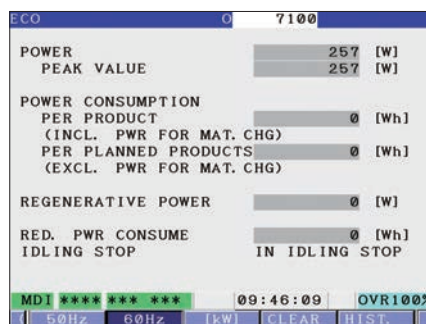 ECO O 7100
POWER 257 [W]
PEAK VALUE 257 [W]
POWER CONSUMPTION
PER PRODUCT 0 [Wh]
(INCL. PWR FOR MAT. CHG)
PER PLANNED PRODUCTS 0 [Wh]
(EXCL. PWR FOR MAT. CHG)
REGENERATIVE POWER 0 [W]
RED. PWR CONSUME 0 [Wh]
IDLING STOP IN IDLING STOP
MDI **** *** *** 09:46:09 OVR100%
( 50Hz 60Hz [kW] CLEAR HIST.